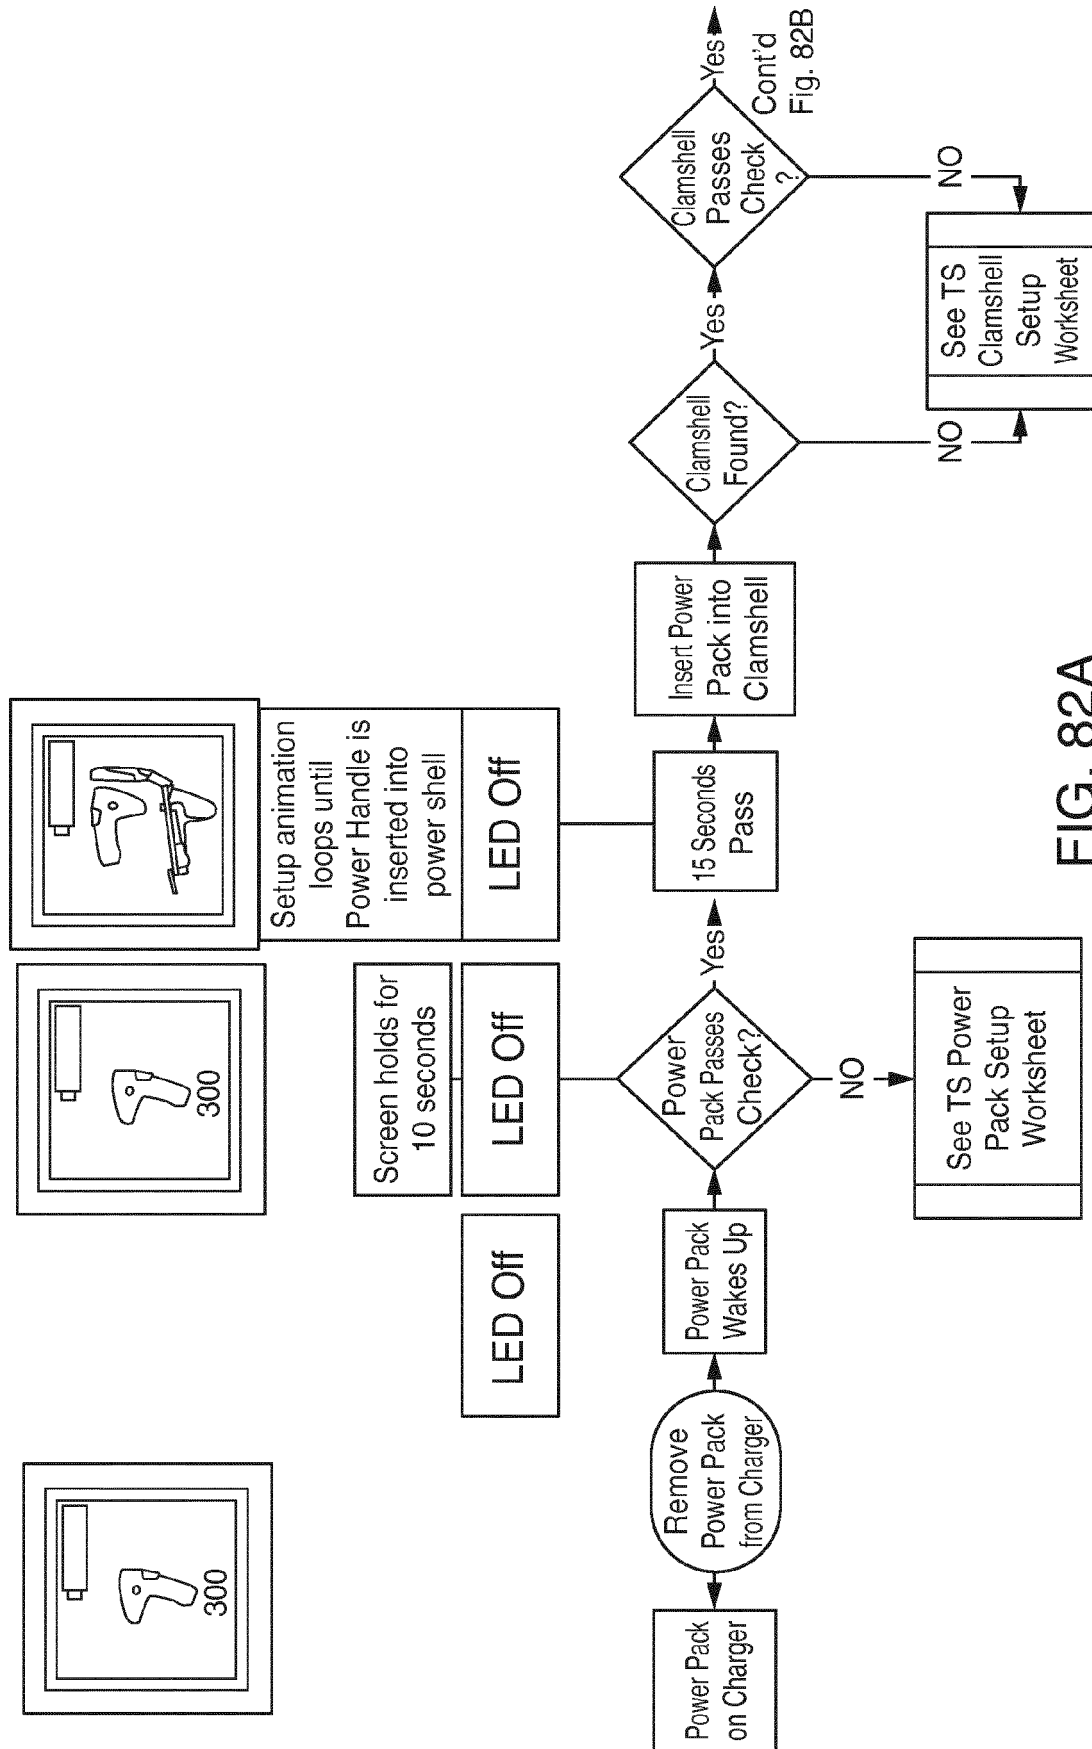 300
300
Setup animation
loops until
Power Handle is
inserted into
power shell
Screen holds for
10 seconds
LED Off
LED Off
LED Off
Power Pack
on Charger
Remove
Power Pack
from Charger
Power Pack
Wakes Up
Power
Pack Passes
Check?
Yes
NO
See TS Power
Pack Setup
Worksheet
15 Seconds
Pass
Insert Power
Pack into
Clamshell
Clamshell
Found?
Yes
NO
Clamshell
Passes
Check
?
Yes
Cont'd
Fig. 82B
NO
See TS
Clamshell
Setup
Worksheet
FIG. 82A